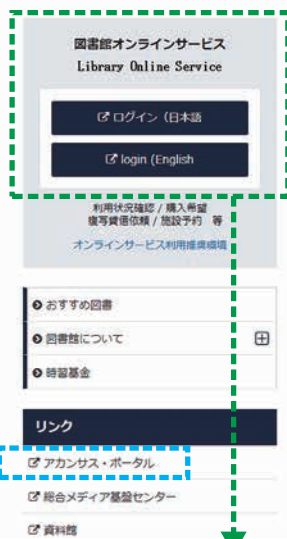 図書館オンラインサービス
Library Online Service
ログイン（日本語
login (English
利用状況確認 / 購入希望
複写貸借依頼 / 施設予約　等
オンラインサービス利用推奨環境
おすすめ図書
図書館について
時習基金
リンク
アカンサス・ポータル
総合メディア基盤センター
資料館